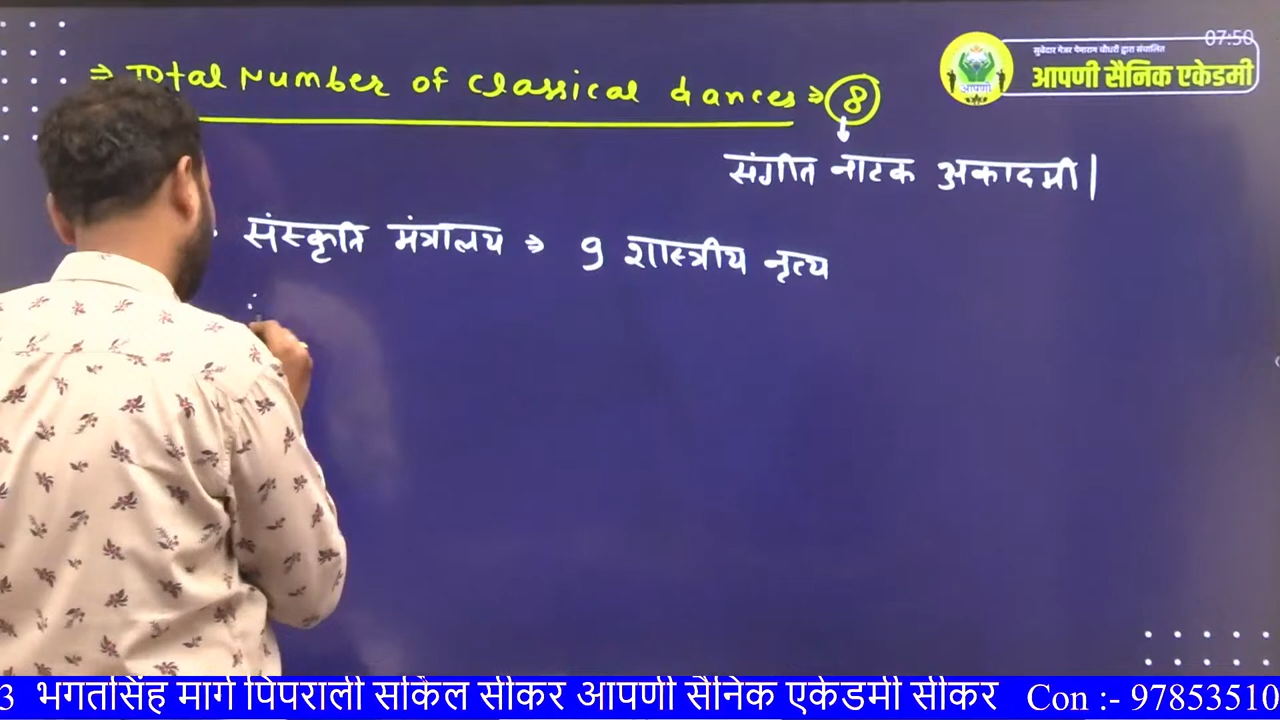 ⇒ Total Number of classical dances ⇒ 8
07:50
सुबेदार मेजर पेमाराम चौधरी द्वारा संचालित
आपणी सैनिक एकेडमी
आपणी
संगीत नाटक अकादमी|
संस्कृति मंत्रालय ⇒ 9 शास्त्रीय नृत्य
3 भगतसिंह मार्ग पिपराली सर्किल सीकर आपणी सैनिक एकेडमी सीकर Con :- 97853510